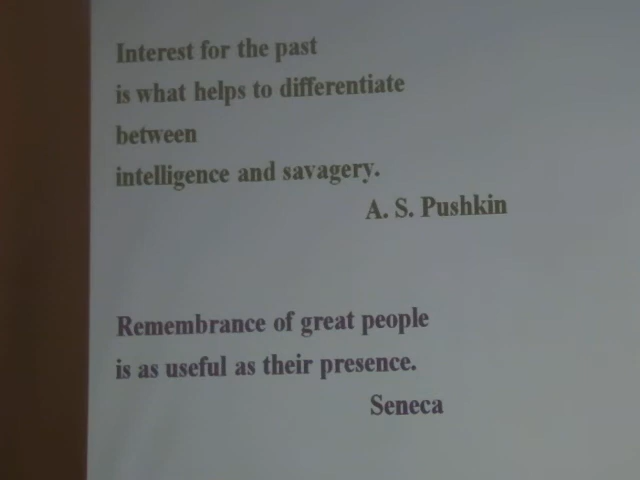 Interest for the past
is what helps to differentiate
between
intelligence and savagery.
A. S. Pushkin
Remembrance of great people
is as useful as their presence.
Seneca